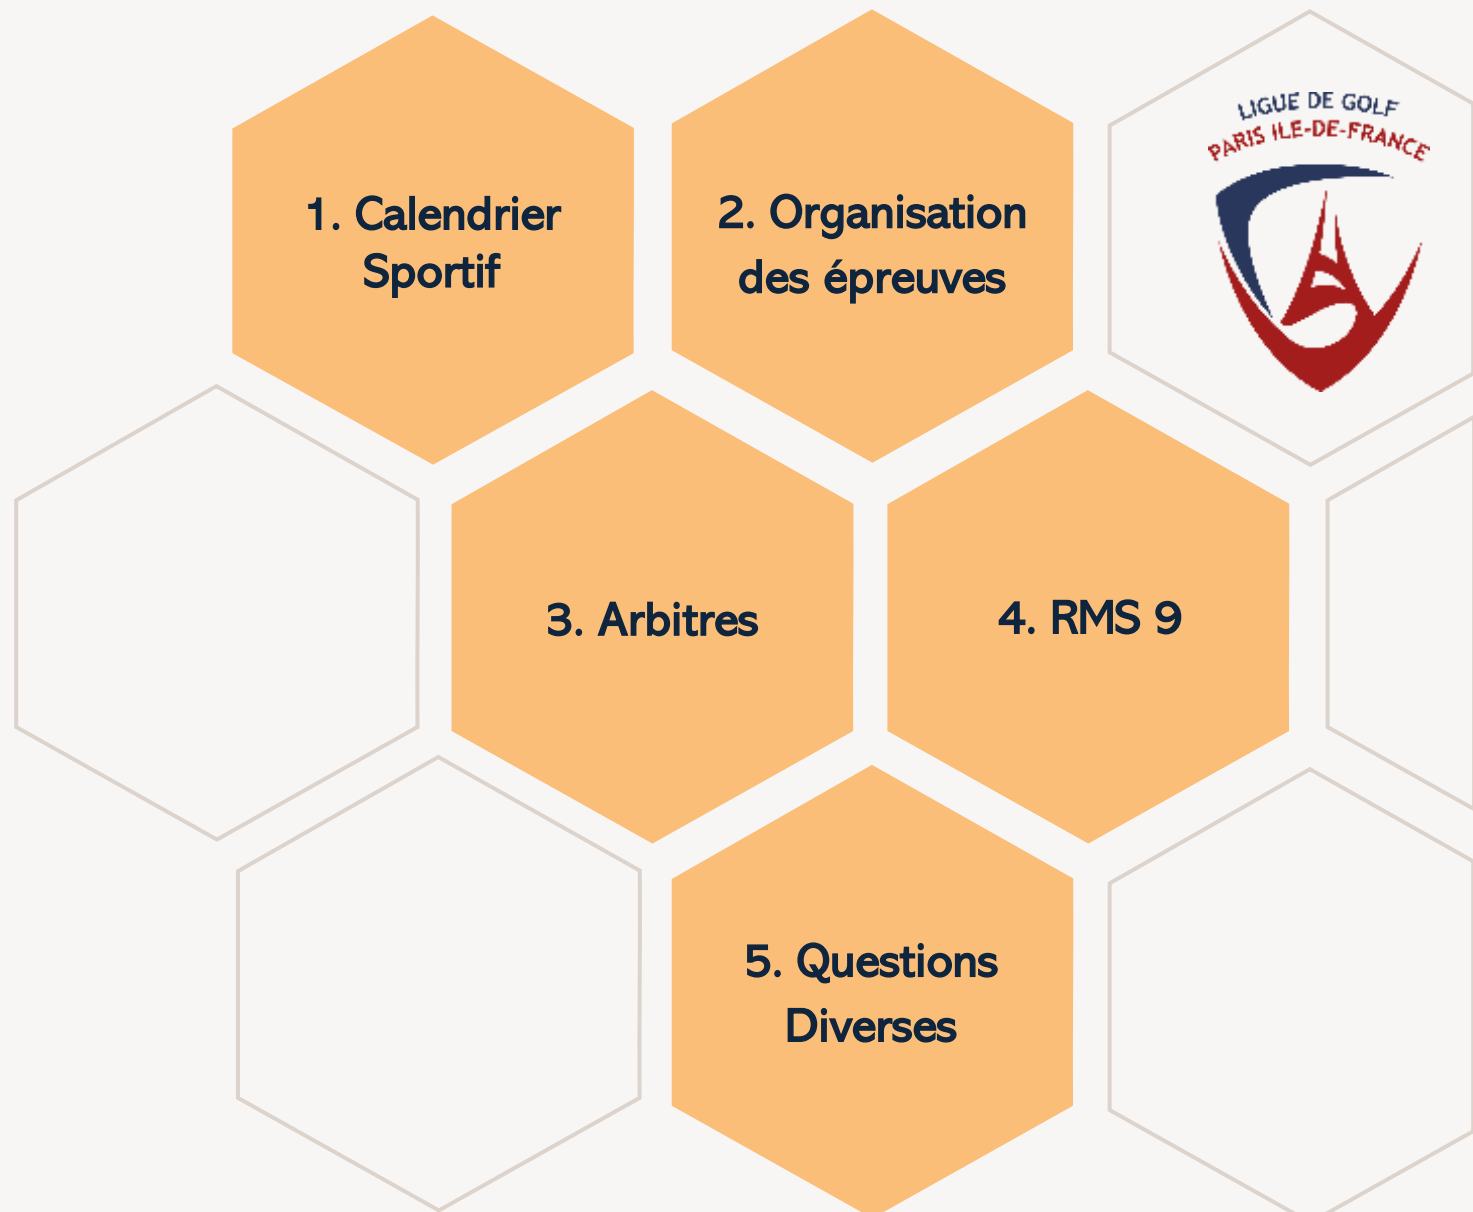 LIGUE DE GOLF
PARIS ILE-DE-FRANCE
1. Calendrier
Sportif
2. Organisation
des épreuves
3. Arbitres
4. RMS 9
5. Questions
Diverses